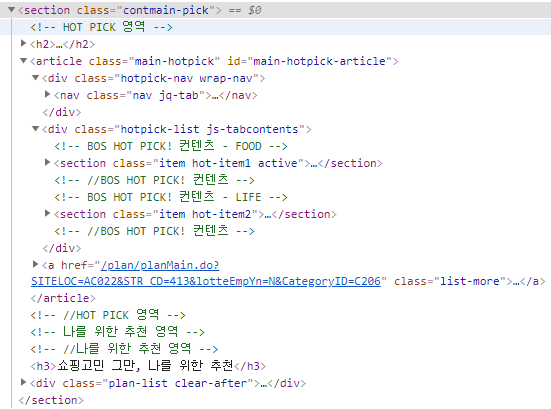 <section class="contmain-pick"> == $0
<!-- HOT PICK 영역 -->
<h2>…</h2>
<article class="main-hotpick" id="main-hotpick-article">
<div class="hotpick-nav wrap-nav">
<nav class="nav jq-tab">…</nav>
</div>
<div class="hotpick-list js-tabcontents">
<!-- BOS HOT PICK! 컨텐츠 - FOOD -->
<section class="item hot-item1 active">…</section>
<!-- //BOS HOT PICK! 컨텐츠 -->
<!-- BOS HOT PICK! 컨텐츠 - LIFE -->
<section class="item hot-item2">…</section>
<!-- //BOS HOT PICK! 컨텐츠 -->
</div>
<a href="/plan/planMain.do?
SITELOC=AC022&STR_CD=413&lotteEmpYn=N&CategoryID=C206" class="list-more">…</a>
</article>
<!-- //HOT PICK 영역 -->
<!-- 나를 위한 추천 영역 -->
<!-- //나를 위한 추천 영역 -->
<h3>쇼핑고민 그만, 나를 위한 추천</h3>
<div class="plan-list clear-after">…</div>
</section>